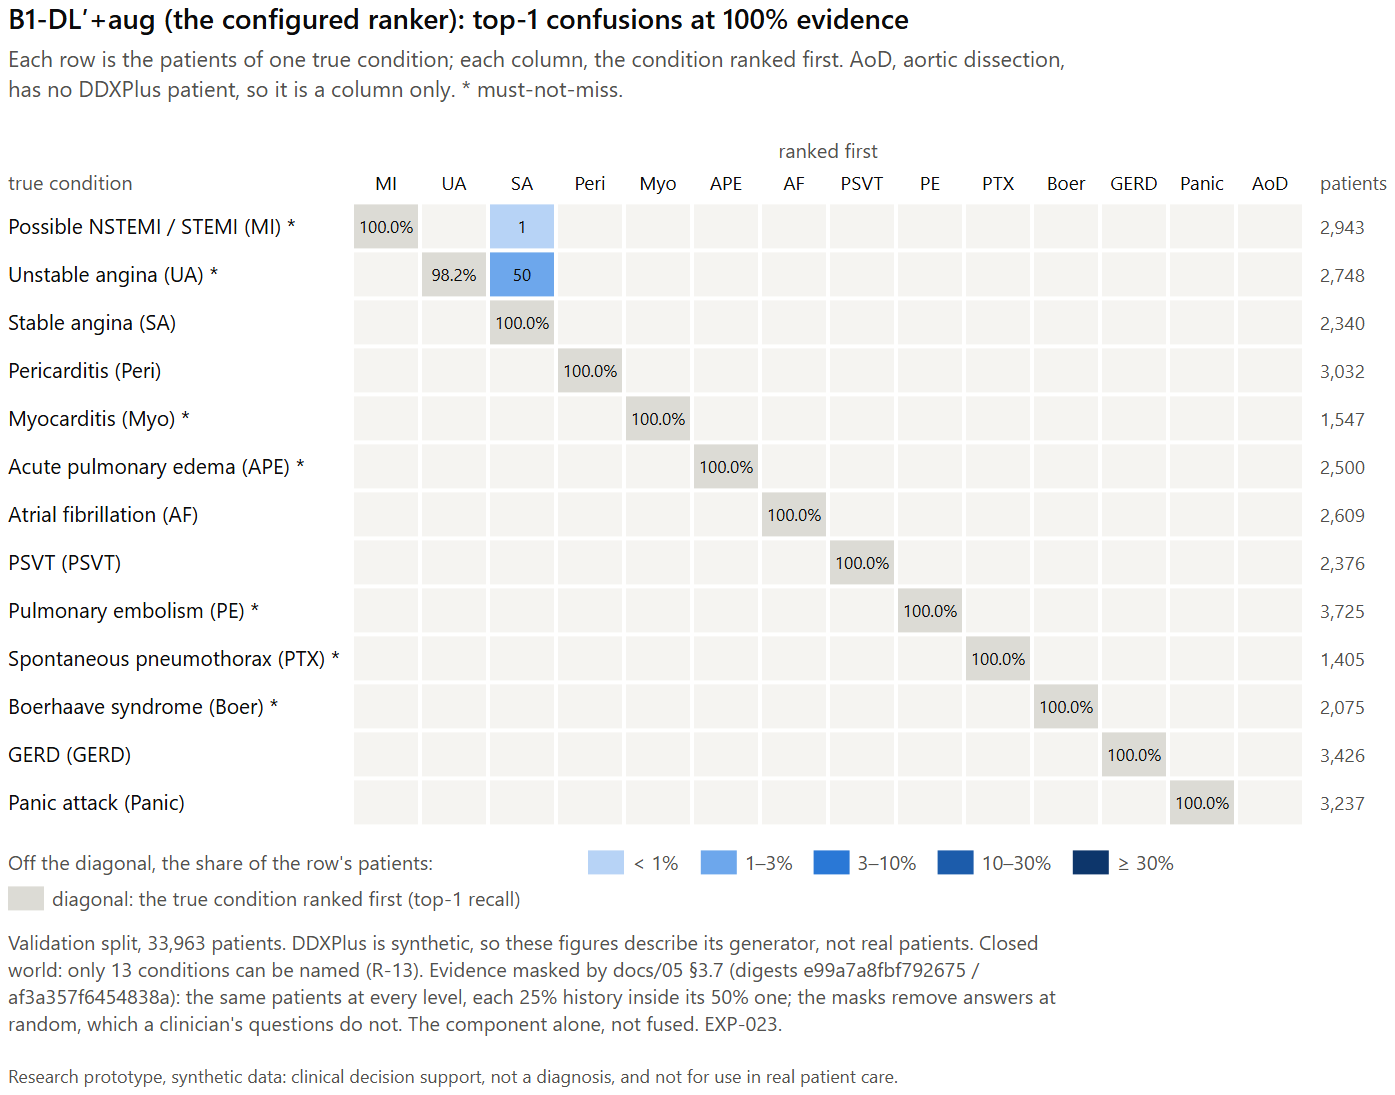 B1-DL′+aug (the configured ranker): top-1 confusions at 100% evidence
Each row is the patients of one true condition; each column, the condition ranked first. AoD, aortic dissection,
has no DDXPlus patient, so it is a column only. * must-not-miss.
ranked first
true condition MI UA SA Peri Myo APE AF PSVT PE PTX Boer GERD Panic AoD patients
Possible NSTEMI / STEMI (MI) * 100.0% 1 2,943
Unstable angina (UA) * 98.2% 50 2,748
Stable angina (SA) 100.0% 2,340
Pericarditis (Peri) 100.0% 3,032
Myocarditis (Myo) * 100.0% 1,547
Acute pulmonary edema (APE) * 100.0% 2,500
Atrial fibrillation (AF) 100.0% 2,609
PSVT (PSVT) 100.0% 2,376
Pulmonary embolism (PE) * 100.0% 3,725
Spontaneous pneumothorax (PTX) * 100.0% 1,405
Boerhaave syndrome (Boer) * 100.0% 2,075
GERD (GERD) 100.0% 3,426
Panic attack (Panic) 100.0% 3,237
Off the diagonal, the share of the row's patients: < 1% 1–3% 3–10% 10–30% ≥ 30%
diagonal: the true condition ranked first (top-1 recall)
Validation split, 33,963 patients. DDXPlus is synthetic, so these figures describe its generator, not real patients. Closed
world: only 13 conditions can be named (R-13). Evidence masked by docs/05 §3.7 (digests e99a7a8fbf792675 /
af3a357f6454838a): the same patients at every level, each 25% history inside its 50% one; the masks remove answers at
random, which a clinician's questions do not. The component alone, not fused. EXP-023.
Research prototype, synthetic data: clinical decision support, not a diagnosis, and not for use in real patient care.